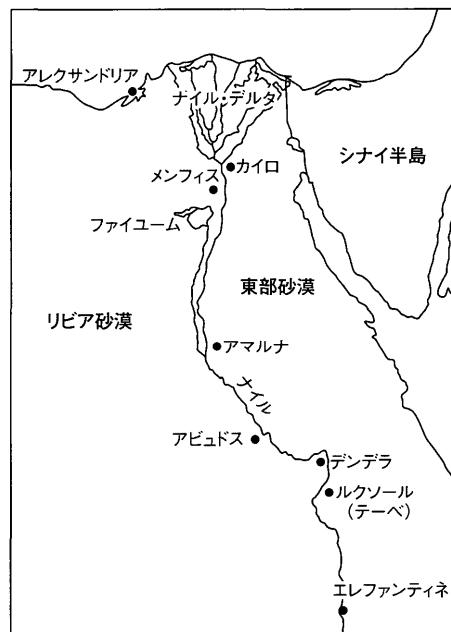 アレクサンドリア
ナイル・デルタ
シナイ半島
カイロ
メンフィス
ファイユーム
東部砂漠
リビア砂漠
アマルナ
ナイル
アビュドス
デンデラ
ルクソール
(テーベ)
エレファンティネ